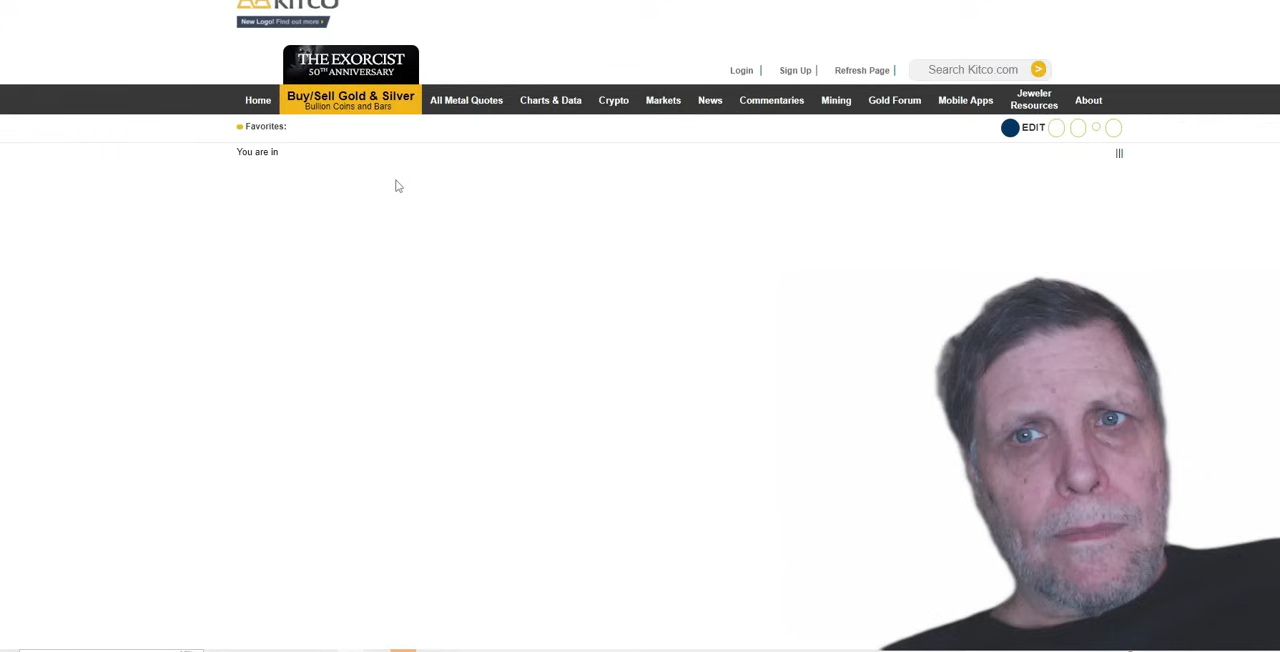 KITCO
New Logo! Find out more
THE EXORCIST
50TH ANNIVERSARY
Login | Sign Up | Refresh Page |
Search Kitco.com >
Home
Buy/Sell Gold & Silver
Bullion Coins and Bars
All Metal Quotes
Charts & Data
Crypto
Markets
News
Commentaries
Mining
Gold Forum
Mobile Apps
Jeweler
Resources
About
Favorites:
EDIT
You are in
|||